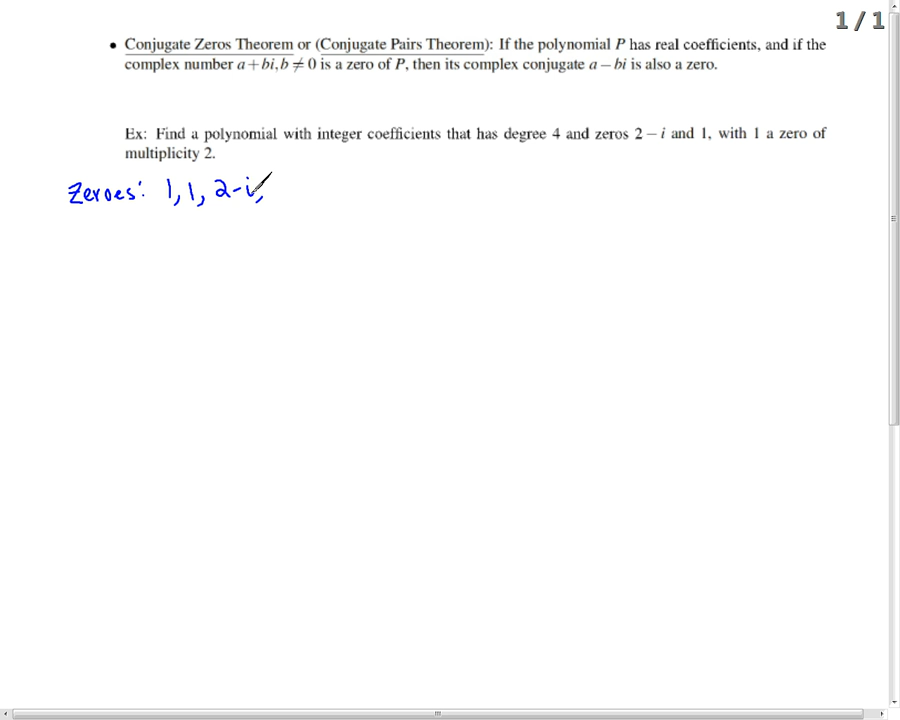 1 / 1
• Conjugate Zeros Theorem or (Conjugate Pairs Theorem): If the polynomial P has real coefficients, and if the
complex number a + bi, b ≠ 0 is a zero of P, then its complex conjugate a − bi is also a zero.
Ex: Find a polynomial with integer coefficients that has degree 4 and zeros 2 − i and 1, with 1 a zero of
multiplicity 2.
Zeroes: 1, 1, 2-i,